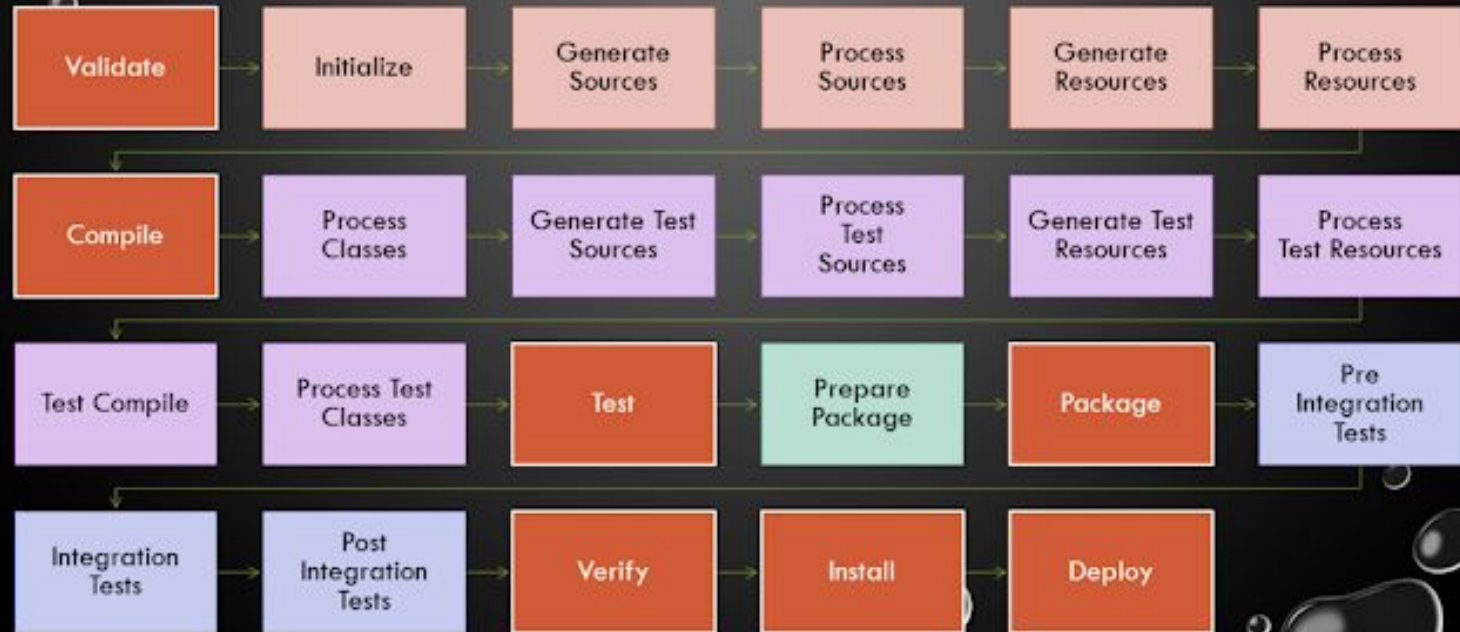 Validate
Initialize
Generate
Sources
Process
Sources
Generate
Resources
Process
Resources
Compile
Process
Classes
Generate Test
Sources
Process
Test
Sources
Generate Test
Resources
Process
Test Resources
Test Compile
Process Test
Classes
Test
Prepare
Package
Package
Pre
Integration
Tests
Integration
Tests
Post
Integration
Tests
Verify
Install
Deploy